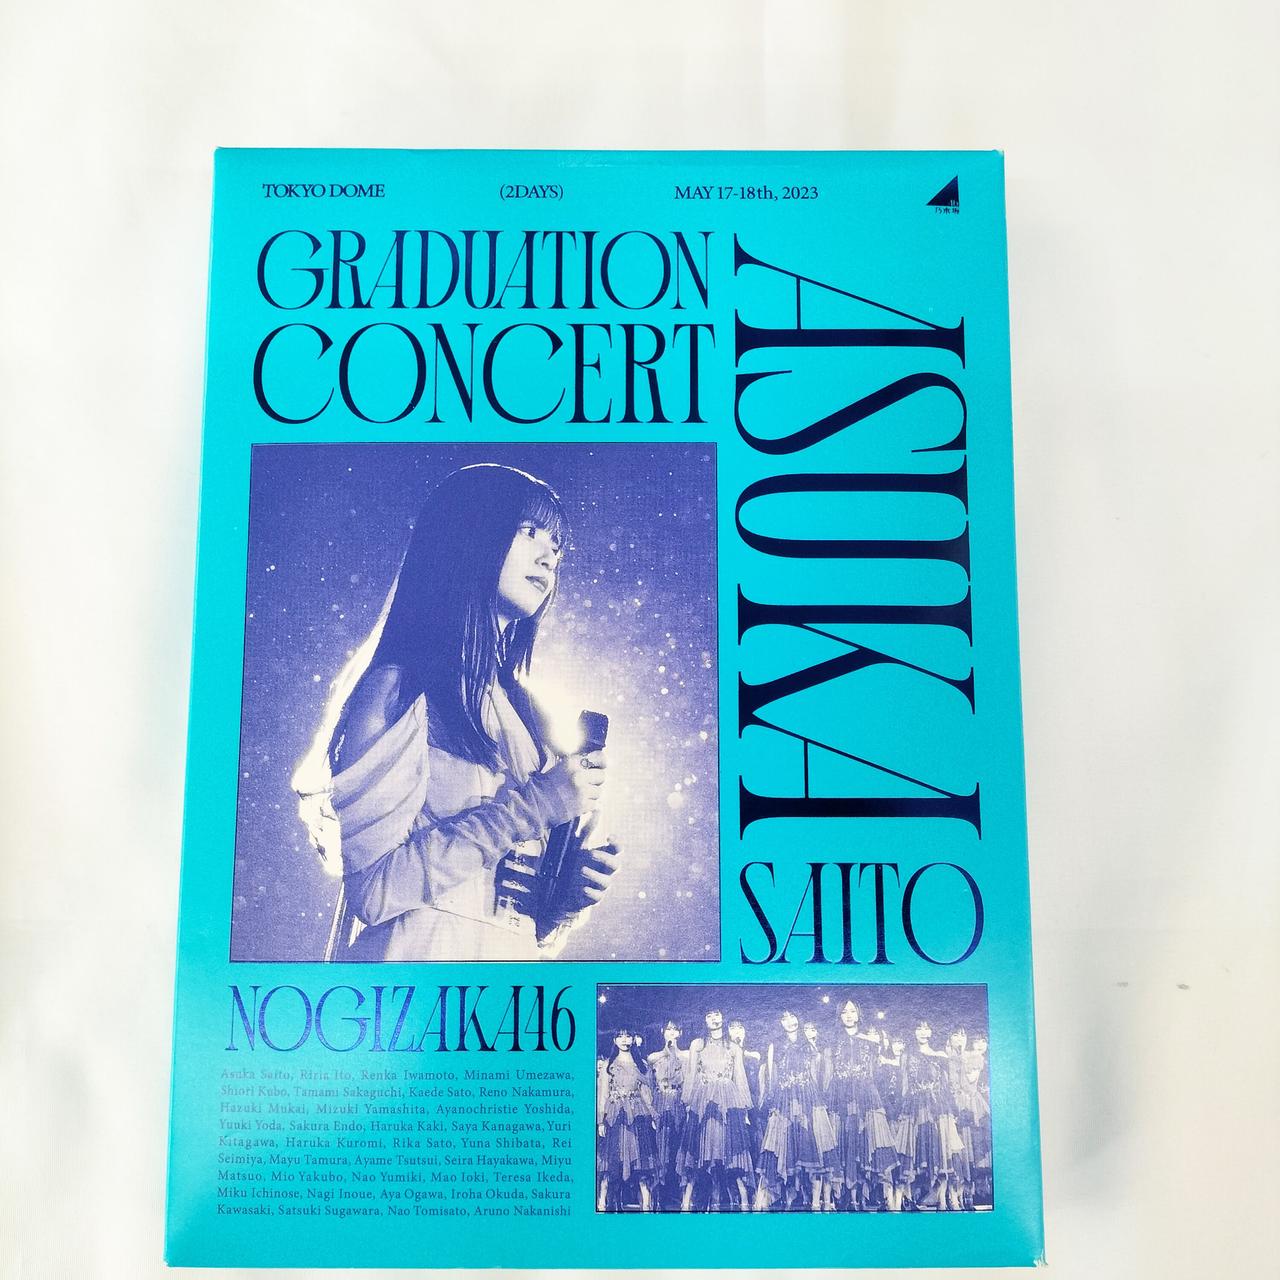 TOKYO DOME (2DAYS) MAY 17-18th, 2023
46
乃木坂
GRADUATION
CONCERT
ASUKA
SAITO
NOGIZAKA46
Asuka Saito, Riria Ito, Renka Iwamoto, Minami Umezawa,
Shiori Kubo, Tamami Sakaguchi, Kaede Sato, Reno Nakamura,
Hazuki Mukai, Mizuki Yamashita, Ayanochristie Yoshida,
Yuuki Yoda, Sakura Endo, Haruka Kaki, Saya Kanagawa, Yuri
Kitagawa, Haruka Kuromi, Rika Sato, Yuna Shibata, Rei
Seimiya, Mayu Tamura, Ayame Tsutsui, Seira Hayakawa, Miyu
Matsuo, Mio Yakubo, Nao Yumiki, Mao Ioki, Teresa Ikeda,
Miku Ichinose, Nagi Inoue, Aya Ogawa, Iroha Okuda, Sakura
Kawasaki, Satsuki Sugawara, Nao Tomisato, Aruno Nakanishi